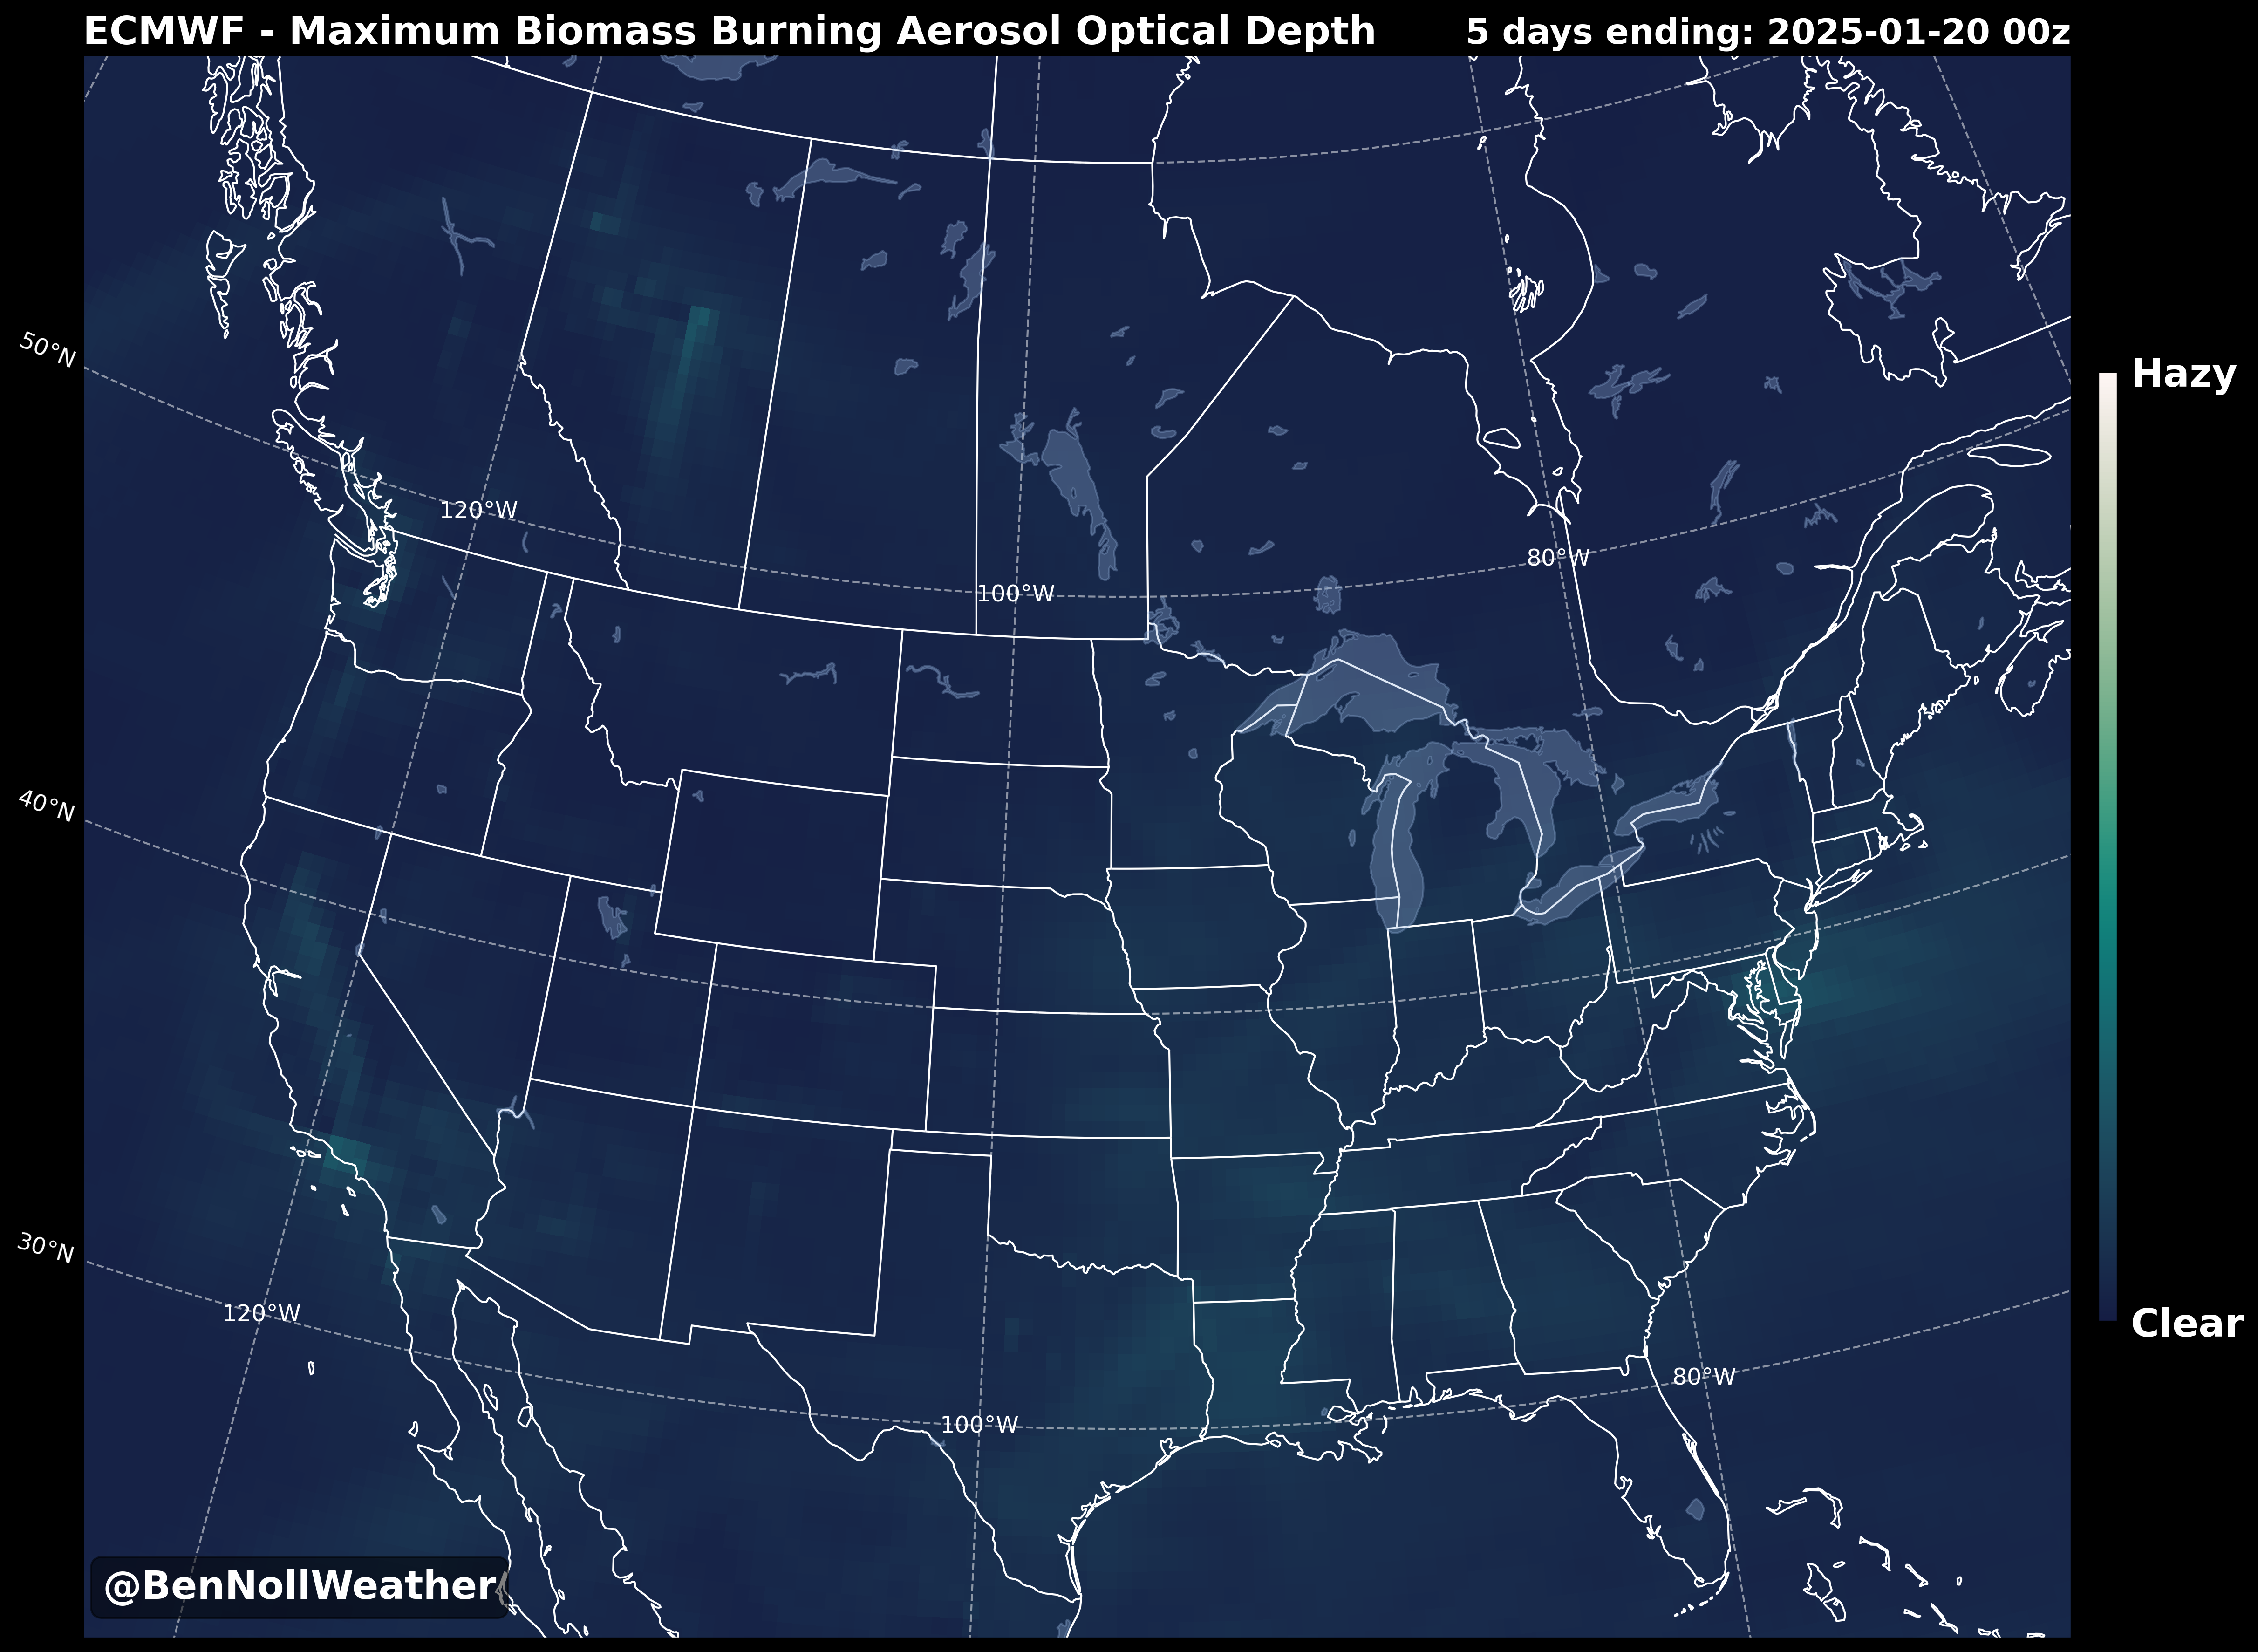 ECMWF - Maximum Biomass Burning Aerosol Optical Depth
5 days ending: 2025-01-20 00z
50°N
Hazy
120°W
80°W
100°W
40°N
30°N
120°W
Clear
80°W
100°W
@BenNollWeather